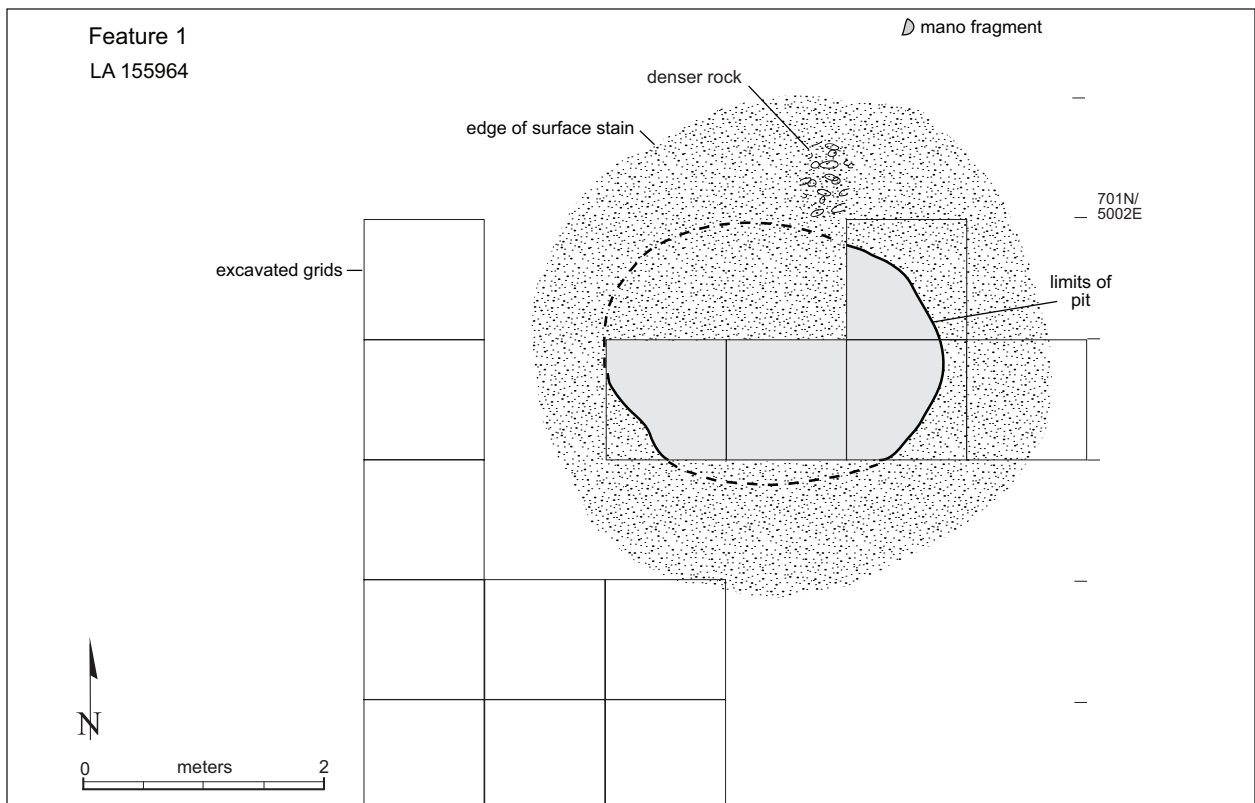 Feature 1
LA 155964
mano fragment
denser rock
edge of surface stain
701N/
5002E
excavated grids
limits of
pit
N
0 meters 2